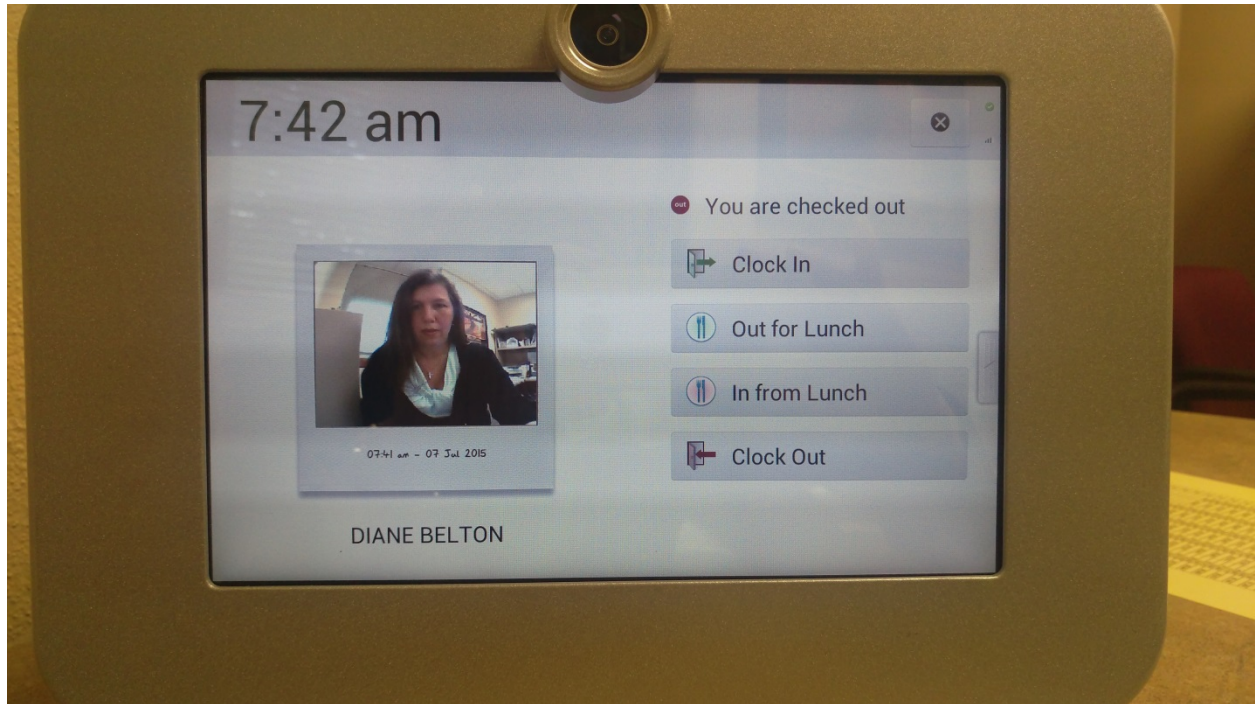 7:42 am
out You are checked out
Clock In
Out for Lunch
In from Lunch
Clock Out
07:41 am - 07 Jul 2015
DIANE BELTON